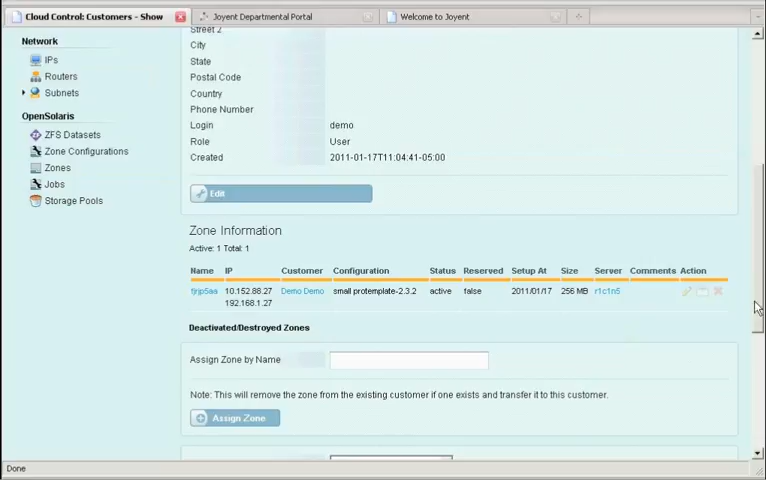 Cloud Control: Customers - Show
Joyent Departmental Portal
Welcome to Joyent
Network
IPs
Routers
Subnets
OpenSolaris
ZFS Datasets
Zone Configurations
Zones
Jobs
Storage Pools
Street 2
City
State
Postal Code
Country
Phone Number
Login demo
Role User
Created 2011-01-17T11:04:41-05:00
Edit
Zone Information
Active: 1 Total: 1
Name IP Customer Configuration Status Reserved Setup At Size Server Comments Action
10.152.88.27 Demo Demo small protemplate-2.3.2 active false 2011/01/17 256 MB r1c1n5
192.168.1.27
Deactivated/Destroyed Zones
Assign Zone by Name
Note: This will remove the zone from the existing customer if one exists and transfer it to this customer.
Assign Zone
Done